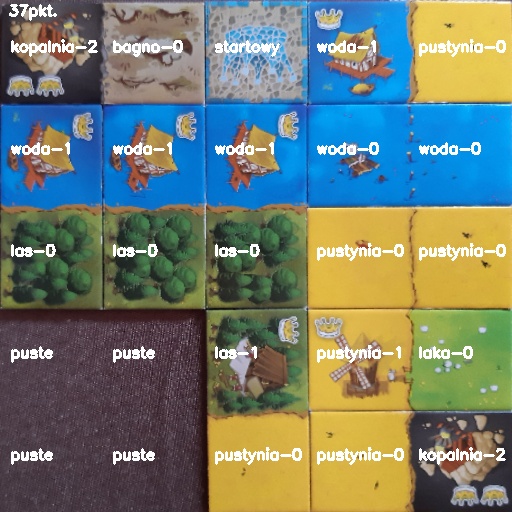 37pkt.
kopalnia-2 bagno-0 startowy woda-1 pustynia-0
woda-1 woda-1 woda-1 woda-0 woda-0
las-0 las-0 las-0 pustynia-0 pustynia-0
puste puste las-1 pustynia-1 laka-0
puste puste pustynia-0 pustynia-0 kopalnia-2